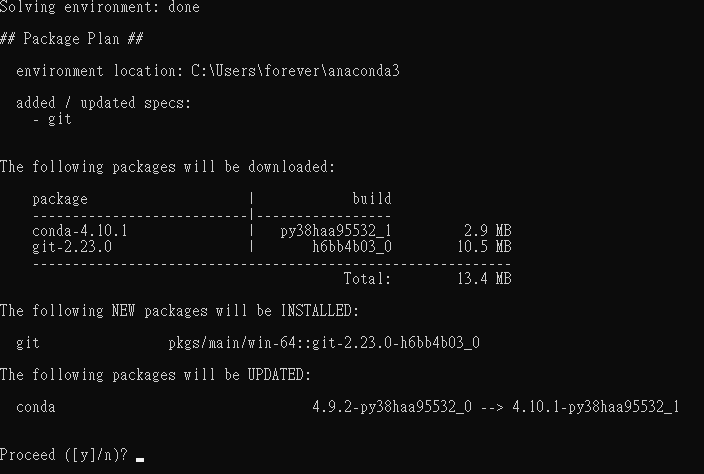 Solving environment: done
## Package Plan ##
environment location: C:\Users\forever\anaconda3
added / updated specs:
- git
The following packages will be downloaded:
package | build
---------------------------|-----------------
conda-4.10.1 | py38haa95532_1 2.9 MB
git-2.23.0 | h6bb4b03_0 10.5 MB
------------------------------------------------------------
Total: 13.4 MB
The following NEW packages will be INSTALLED:
git pkgs/main/win-64::git-2.23.0-h6bb4b03_0
The following packages will be UPDATED:
conda 4.9.2-py38haa95532_0 --> 4.10.1-py38haa95532_1
Proceed ([y]/n)?